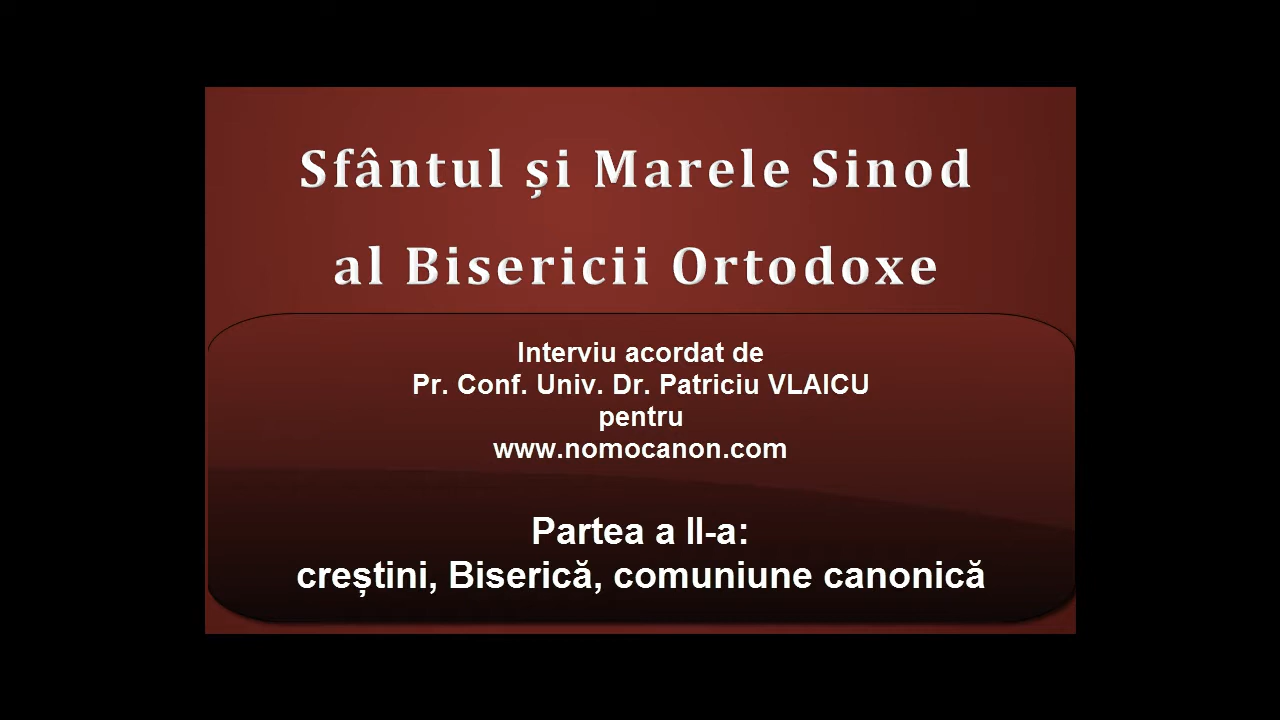 Sfântul și Marele Sinod
al Bisericii Ortodoxe
Interviu acordat de
Pr. Conf. Univ. Dr. Patriciu VLAICU
pentru
www.nomocanon.com
Partea a II-a:
creștini, Biserică, comuniune canonică